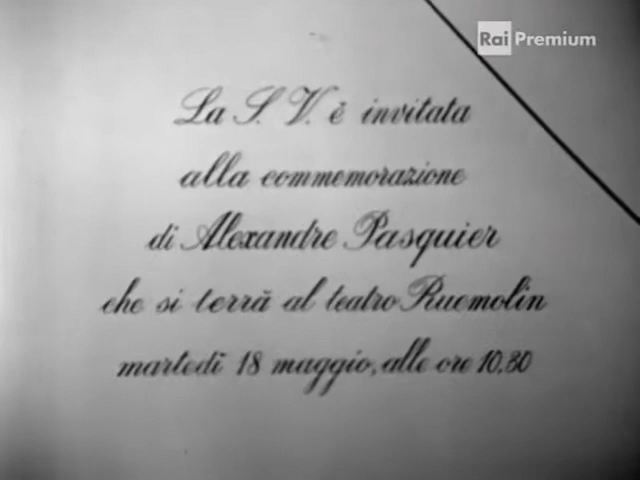 Rai Premium
La S. V. è invitata
alla commemorazione
di Alexandre Pasquier
che si terrà al teatro Ruemolin
martedì 18 maggio, alle ore 10.30